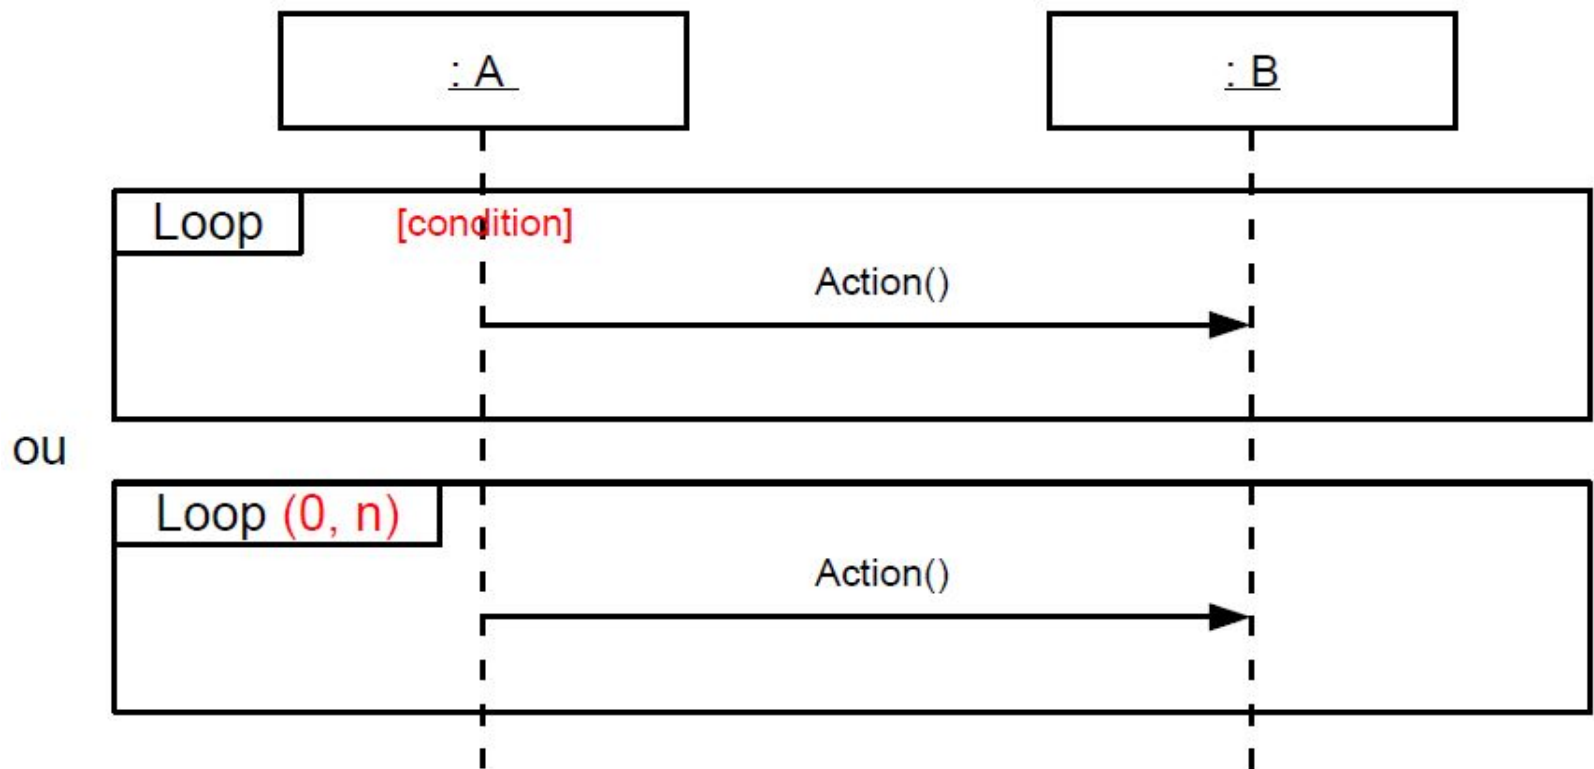 : A
: B
Loop
[condition]
Action()
ou
Loop (0, n)
Action()